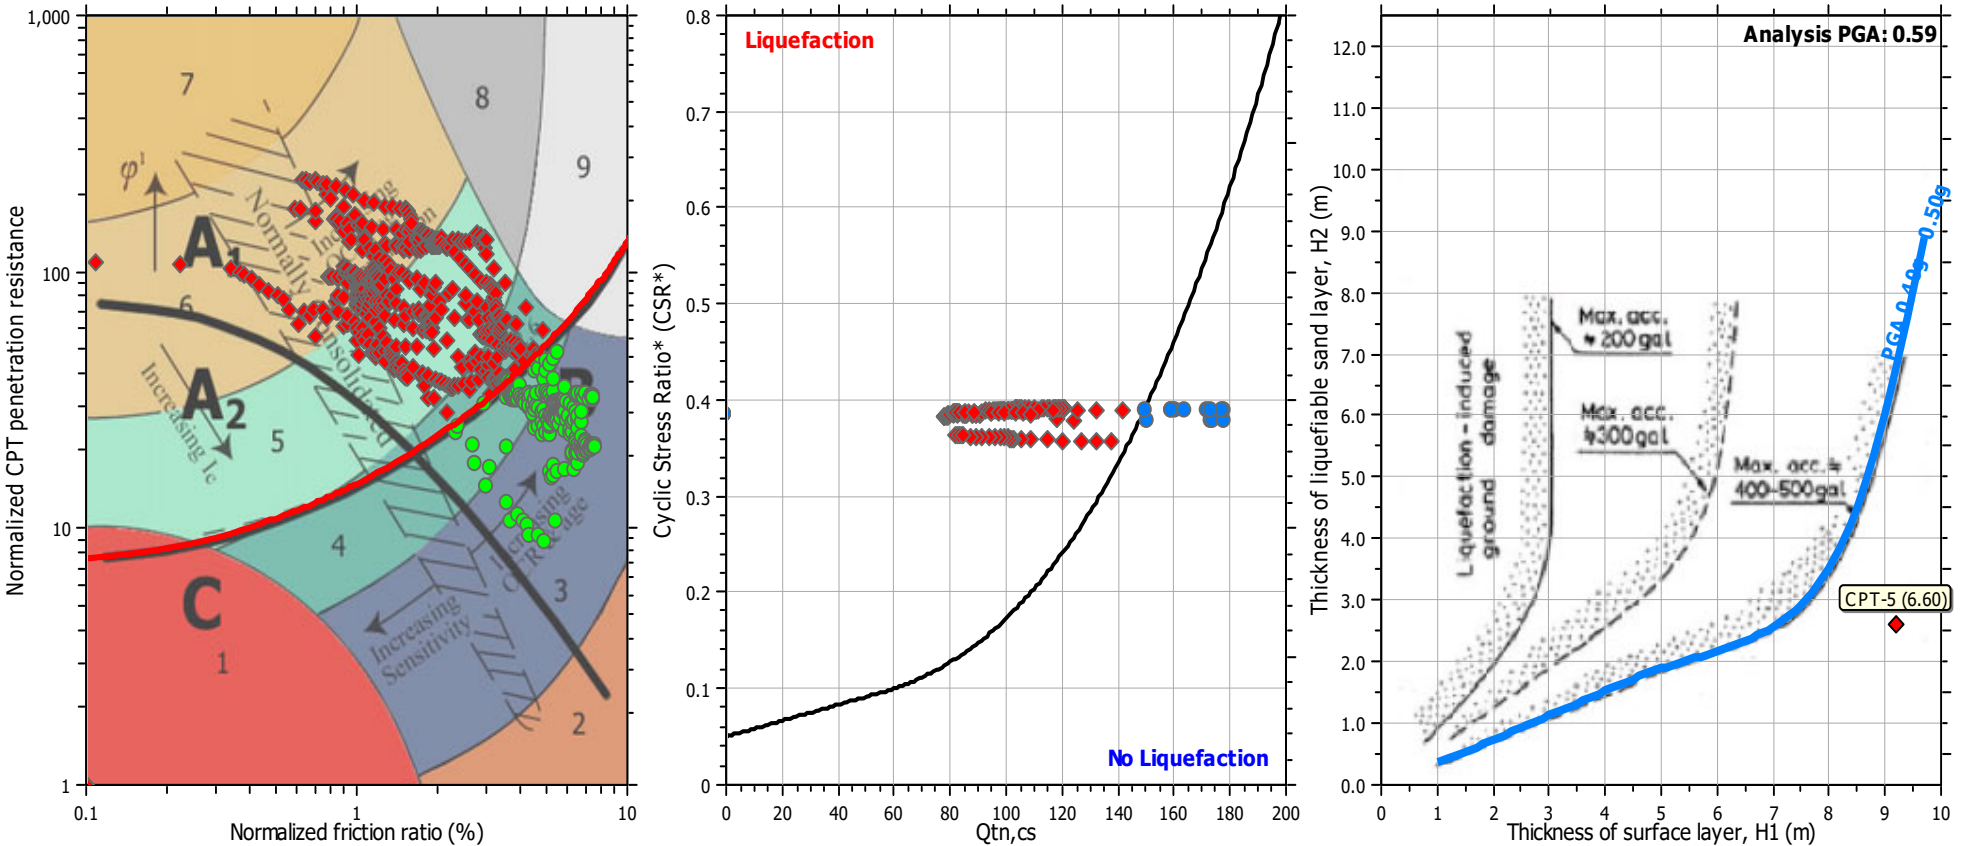 1,000
100
10
1
Normalized CPT penetration resistance
0.1
1
10
Normalized friction ratio (%)
7
8
9
φ'
A1
6
A2
5
4
C
1
B
3
2
Normally
Consolidated
Increasing Ic
Increasing
OCR & age
Increasing
Sensitivity
0.8
0.7
0.6
0.5
0.4
0.3
0.2
0.1
0
Cyclic Stress Ratio* (CSR*)
Liquefaction
No Liquefaction
0 20 40 60 80 100 120 140 160 180 200
Qtn,cs
Analysis PGA: 0.59
12.0
11.0
10.0
9.0
8.0
7.0
6.0
5.0
4.0
3.0
2.0
1.0
0.0
Thickness of liquefiable sand layer, H2 (m)
Liquefaction-induced
ground damage
Max. acc.
≒ 200 gal
Max. acc.
≒ 300 gal
Max. acc. ≒
400-500 gal
PGA 0.40g - 0.50g
CPT-5 (6.60)
0 1 2 3 4 5 6 7 8 9 10
Thickness of surface layer, H1 (m)